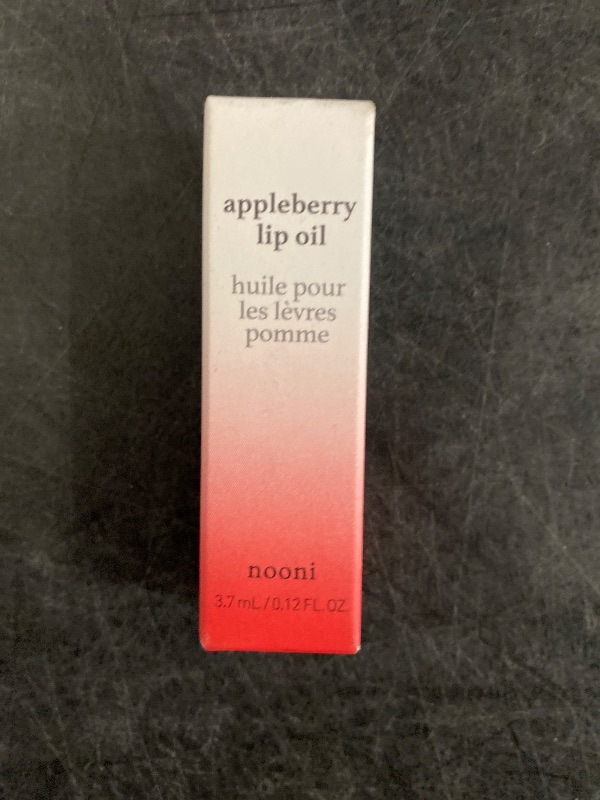 appleberry
lip oil
huile pour
les lèvres
pomme
nooni
3.7 mL / 0.12 FL. OZ.